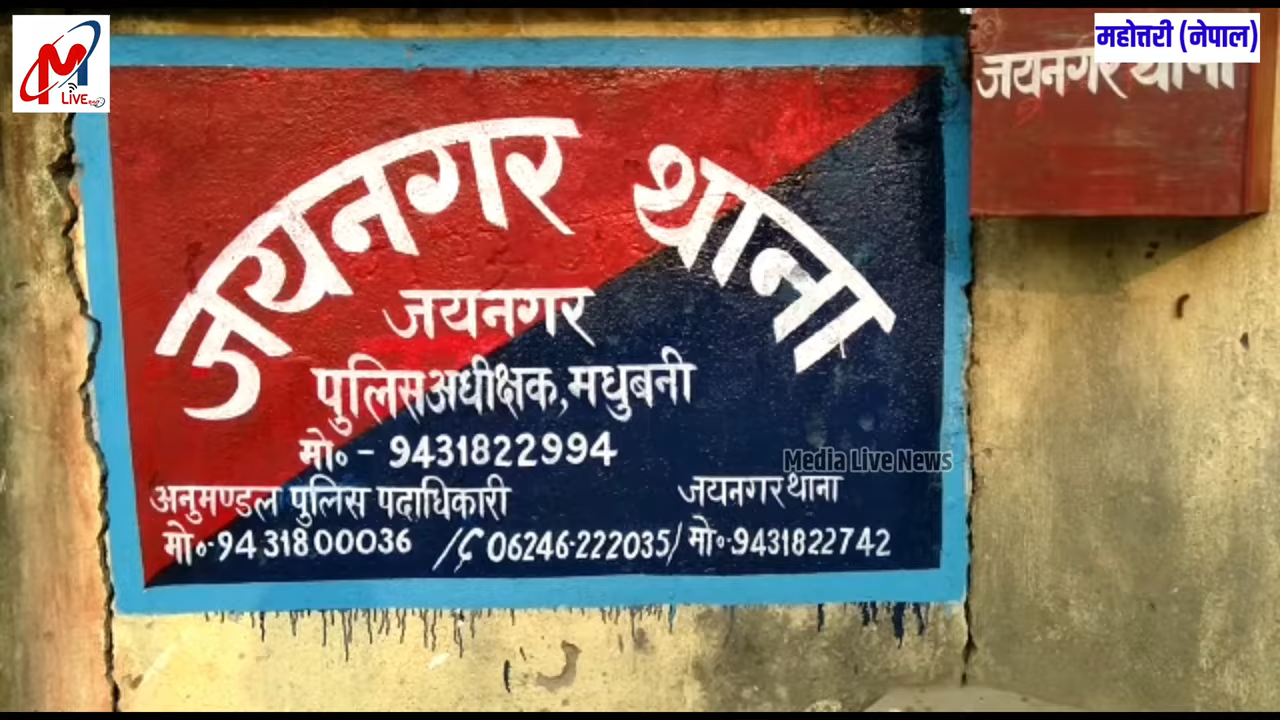 M
LIVE
महोत्तरी (नेपाल)
जयनगर थाना
जयनगर थाना
जयनगर
पुलिस अधीक्षक, मधुबनी
मो॰ - 9431822994
Media Live News
अनुमण्डल पुलिस पदाधिकारी
जयनगर थाना
मो॰-9431800036 / 06246-222035/ मो॰-9431822742